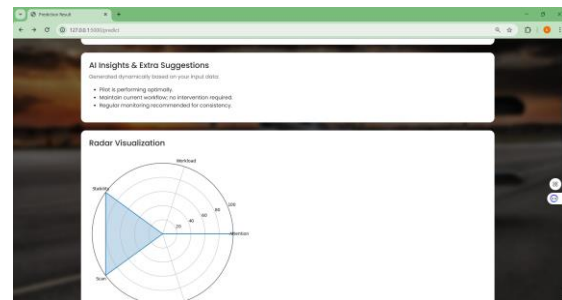 Prediction Result
127.0.0.1:5000/predict
AI Insights & Extra Suggestions
Generated dynamically based on your input data:
Pilot is performing optimally.
Maintain current workflow; no intervention required.
Regular monitoring recommended for consistency.
Radar Visualization
Workload
Stability
100
80
60
40
20
Attention
Scan